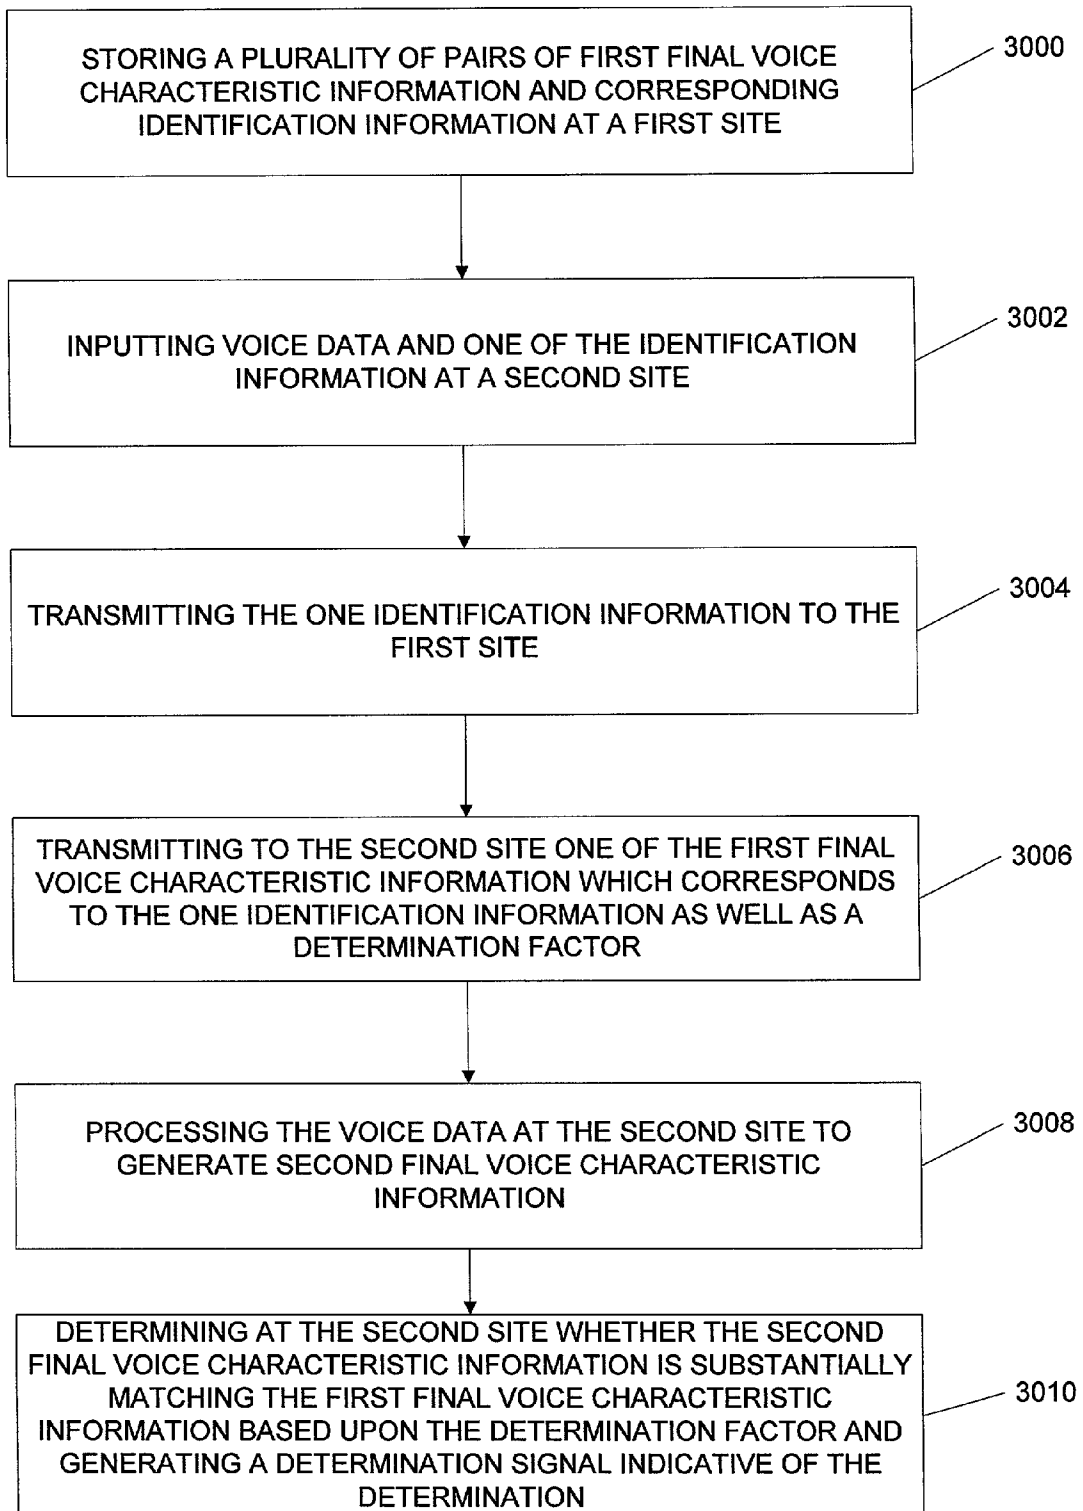 STORING A PLURALITY OF PAIRS OF FIRST FINAL VOICE
CHARACTERISTIC INFORMATION AND CORRESPONDING
IDENTIFICATION INFORMATION AT A FIRST SITE
3000
INPUTTING VOICE DATA AND ONE OF THE IDENTIFICATION
INFORMATION AT A SECOND SITE
3002
TRANSMITTING THE ONE IDENTIFICATION INFORMATION TO THE
FIRST SITE
3004
TRANSMITTING TO THE SECOND SITE ONE OF THE FIRST FINAL
VOICE CHARACTERISTIC INFORMATION WHICH CORRESPONDS
TO THE ONE IDENTIFICATION INFORMATION AS WELL AS A
DETERMINATION FACTOR
3006
PROCESSING THE VOICE DATA AT THE SECOND SITE TO
GENERATE SECOND FINAL VOICE CHARACTERISTIC
INFORMATION
3008
DETERMINING AT THE SECOND SITE WHETHER THE SECOND
FINAL VOICE CHARACTERISTIC INFORMATION IS SUBSTANTIALLY
MATCHING THE FIRST FINAL VOICE CHARACTERISTIC
INFORMATION BASED UPON THE DETERMINATION FACTOR AND
GENERATING A DETERMINATION SIGNAL INDICATIVE OF THE
DETERMINATION
3010